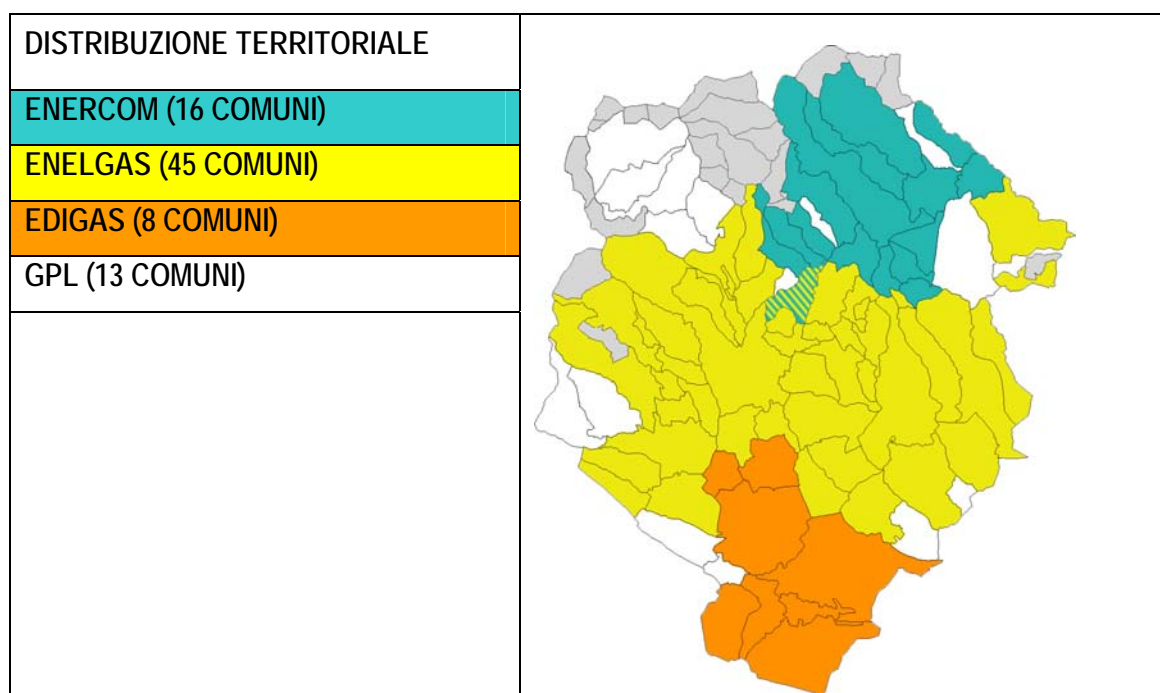 DISTRIBUZIONE TERRITORIALE
ENERCOM (16 COMUNI)
ENELGAS (45 COMUNI)
EDIGAS (8 COMUNI)
GPL (13 COMUNI)